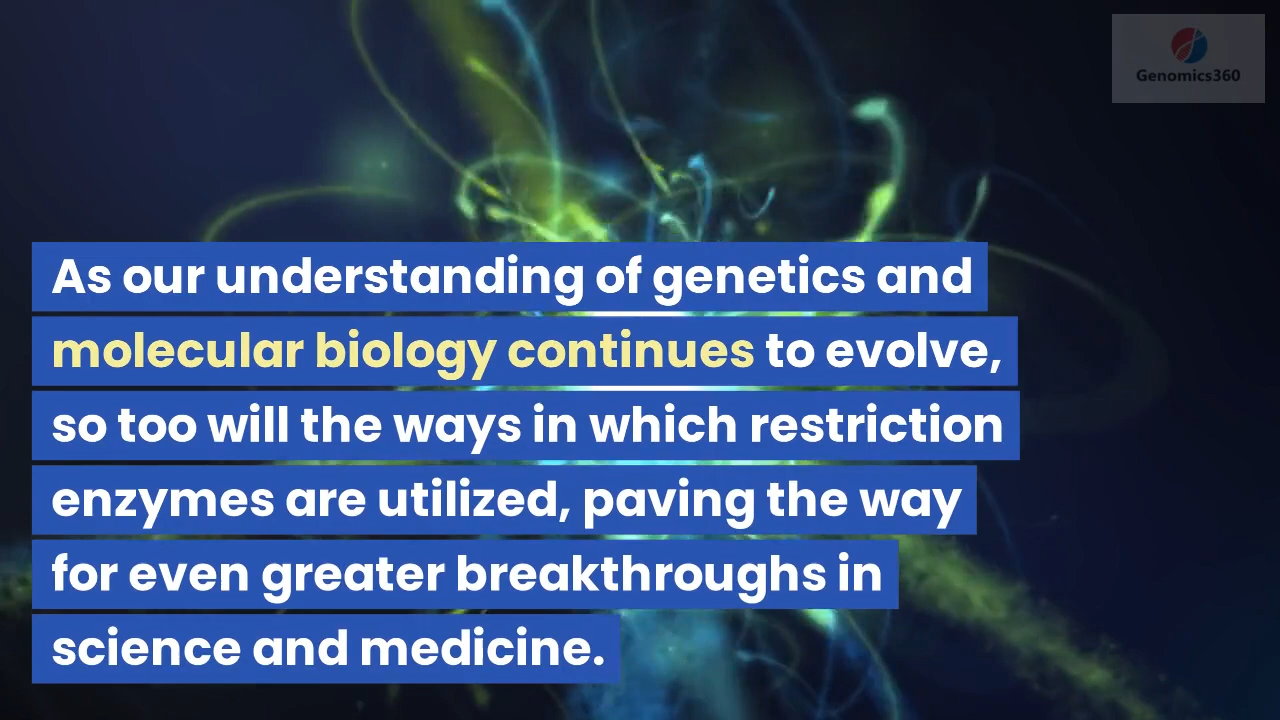 Genomics360
As our understanding of genetics and
molecular biology continues to evolve,
so too will the ways in which restriction
enzymes are utilized, paving the way
for even greater breakthroughs in
science and medicine.